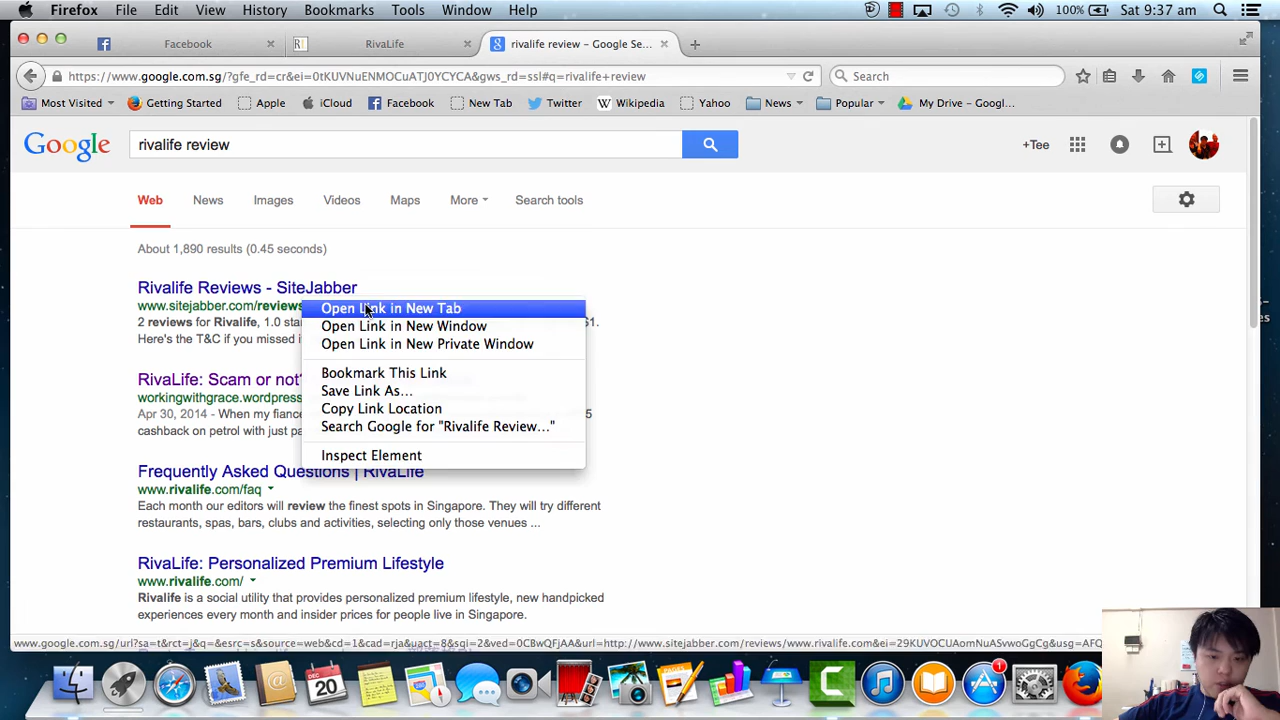 Firefox File Edit View History Bookmarks Tools Window Help 100% Sat 9:37 am
Facebook RivaLife rivalife review - Google Se...
https://www.google.com.sg/?gfe_rd=cr&ei=0tKUVNuENMOCuATJ0YCYCA&gws_rd=ssl#q=rivalife+review Search
Most Visited Getting Started Apple iCloud Facebook New Tab Twitter Wikipedia Yahoo News Popular My Drive - Googl...
Google rivalife review +Tee
Web News Images Videos Maps More Search tools
About 1,890 results (0.45 seconds)
Rivalife Reviews - SiteJabber
www.sitejabber.com/reviews
2 reviews for Rivalife, 1.0 sta $1.
Here's the T&C if you missed i
Open Link in New Tab
Open Link in New Window
Open Link in New Private Window
Bookmark This Link
Save Link As...
Copy Link Location
Search Google for "Rivalife Review..."
Inspect Element
RivaLife: Scam or not?
workingwithgrace.wordpress
Apr 30, 2014 - When my fiance
cashback on petrol with just pa
Frequently Asked Questions | RivaLife
www.rivalife.com/faq
Each month our editors will review the finest spots in Singapore. They will try different
restaurants, spas, bars, clubs and activities, selecting only those venues ...
RivaLife: Personalized Premium Lifestyle
www.rivalife.com/
Rivalife is a social utility that provides personalized premium lifestyle, new handpicked
experiences every month and insider prices for people live in Singapore.
www.google.com.sg/url?sa=t&rct=j&q=&esrc=s&source=web&cd=1&cad=rja&uact=8&sqi=2&ved=0CBwQFjAA&url=http://www.sitejabber.com/reviews/www.rivalife.com&ei=29KUVOCUAomNuASvwoGgCg&usg=AFQ
DEC
20
1